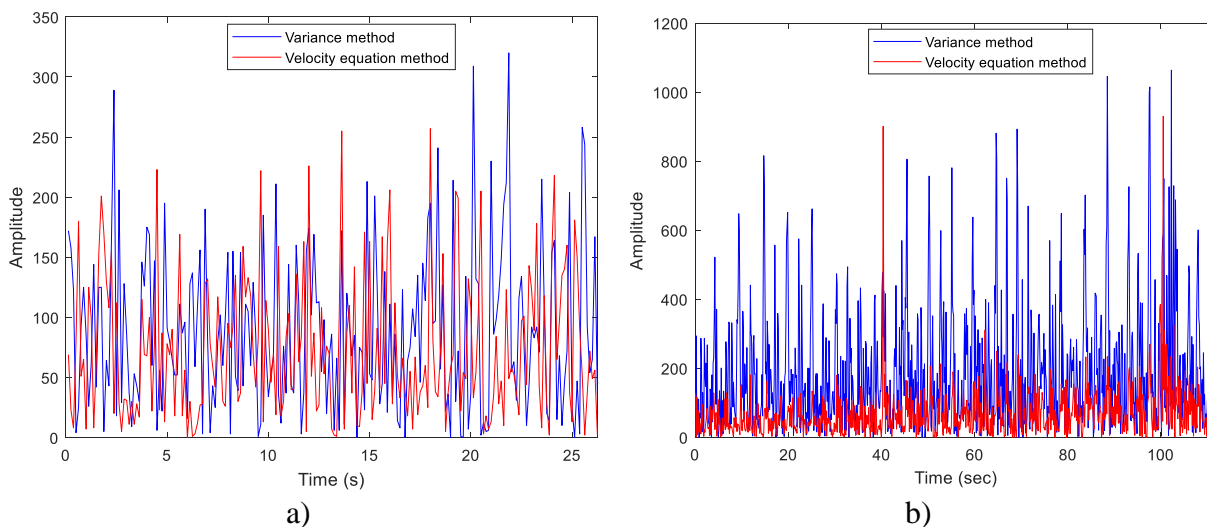 350
300
250
200
150
100
50
0
Amplitude
Variance method
Velocity equation method
0
5
10
15
20
25
Time (s)
a)
1200
1000
800
600
400
200
0
Amplitude
Variance method
Velocity equation method
0
20
40
60
80
100
Time (sec)
b)